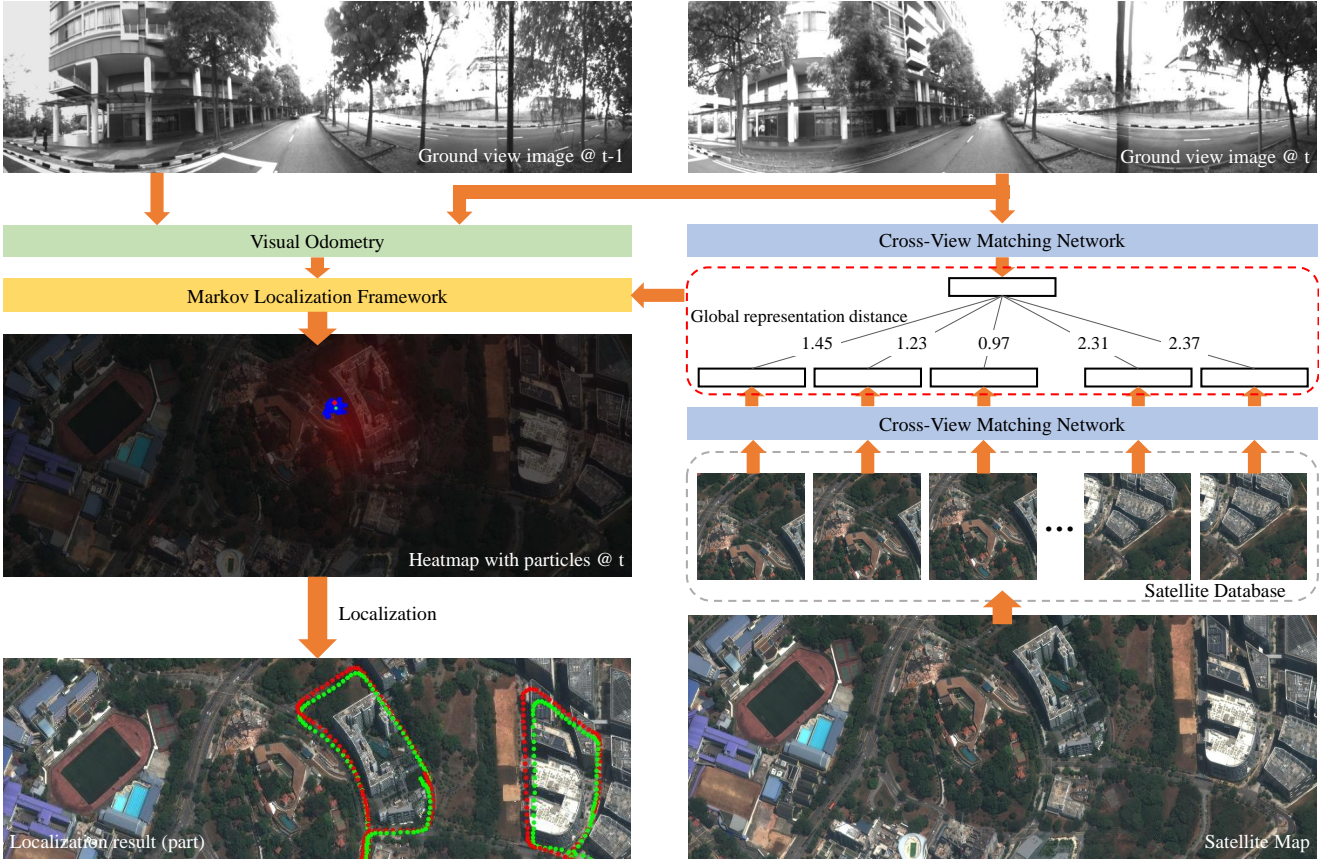 Ground view image @ t-1
Ground view image @ t
Visual Odometry
Cross-View Matching Network
Markov Localization Framework
Global representation distance
1.45
1.23
0.97
2.31
2.37
Cross-View Matching Network
...
Heatmap with particles @ t
Satellite Database
Localization
Localization result (part)
Satellite Map